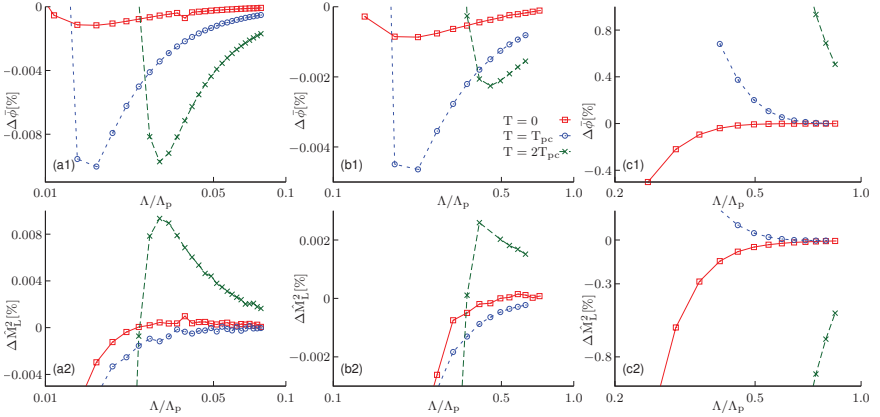 0
−0.004
−0.008
Δϕ̄[%]
(a1)
0.01
0.05
0.1
Λ/Λp
0
−0.002
−0.004
Δϕ̄[%]
T = 0
T = Tpc
T = 2Tpc
(b1)
0.1
0.5
1.0
Λ/Λp
0.8
0.4
0
−0.4
Δϕ̄[%]
(c1)
0.2
0.5
1.0
Λ/Λp
0.008
0.004
0
−0.004
ΔM̄²L[%]
(a2)
0.01
0.05
0.1
Λ/Λp
0.002
0
−0.002
ΔM̄²L[%]
(b2)
0.1
0.5
1.0
Λ/Λp
0
−0.3
−0.8
ΔM̄²L[%]
(c2)
0.2
0.5
1.0
Λ/Λp